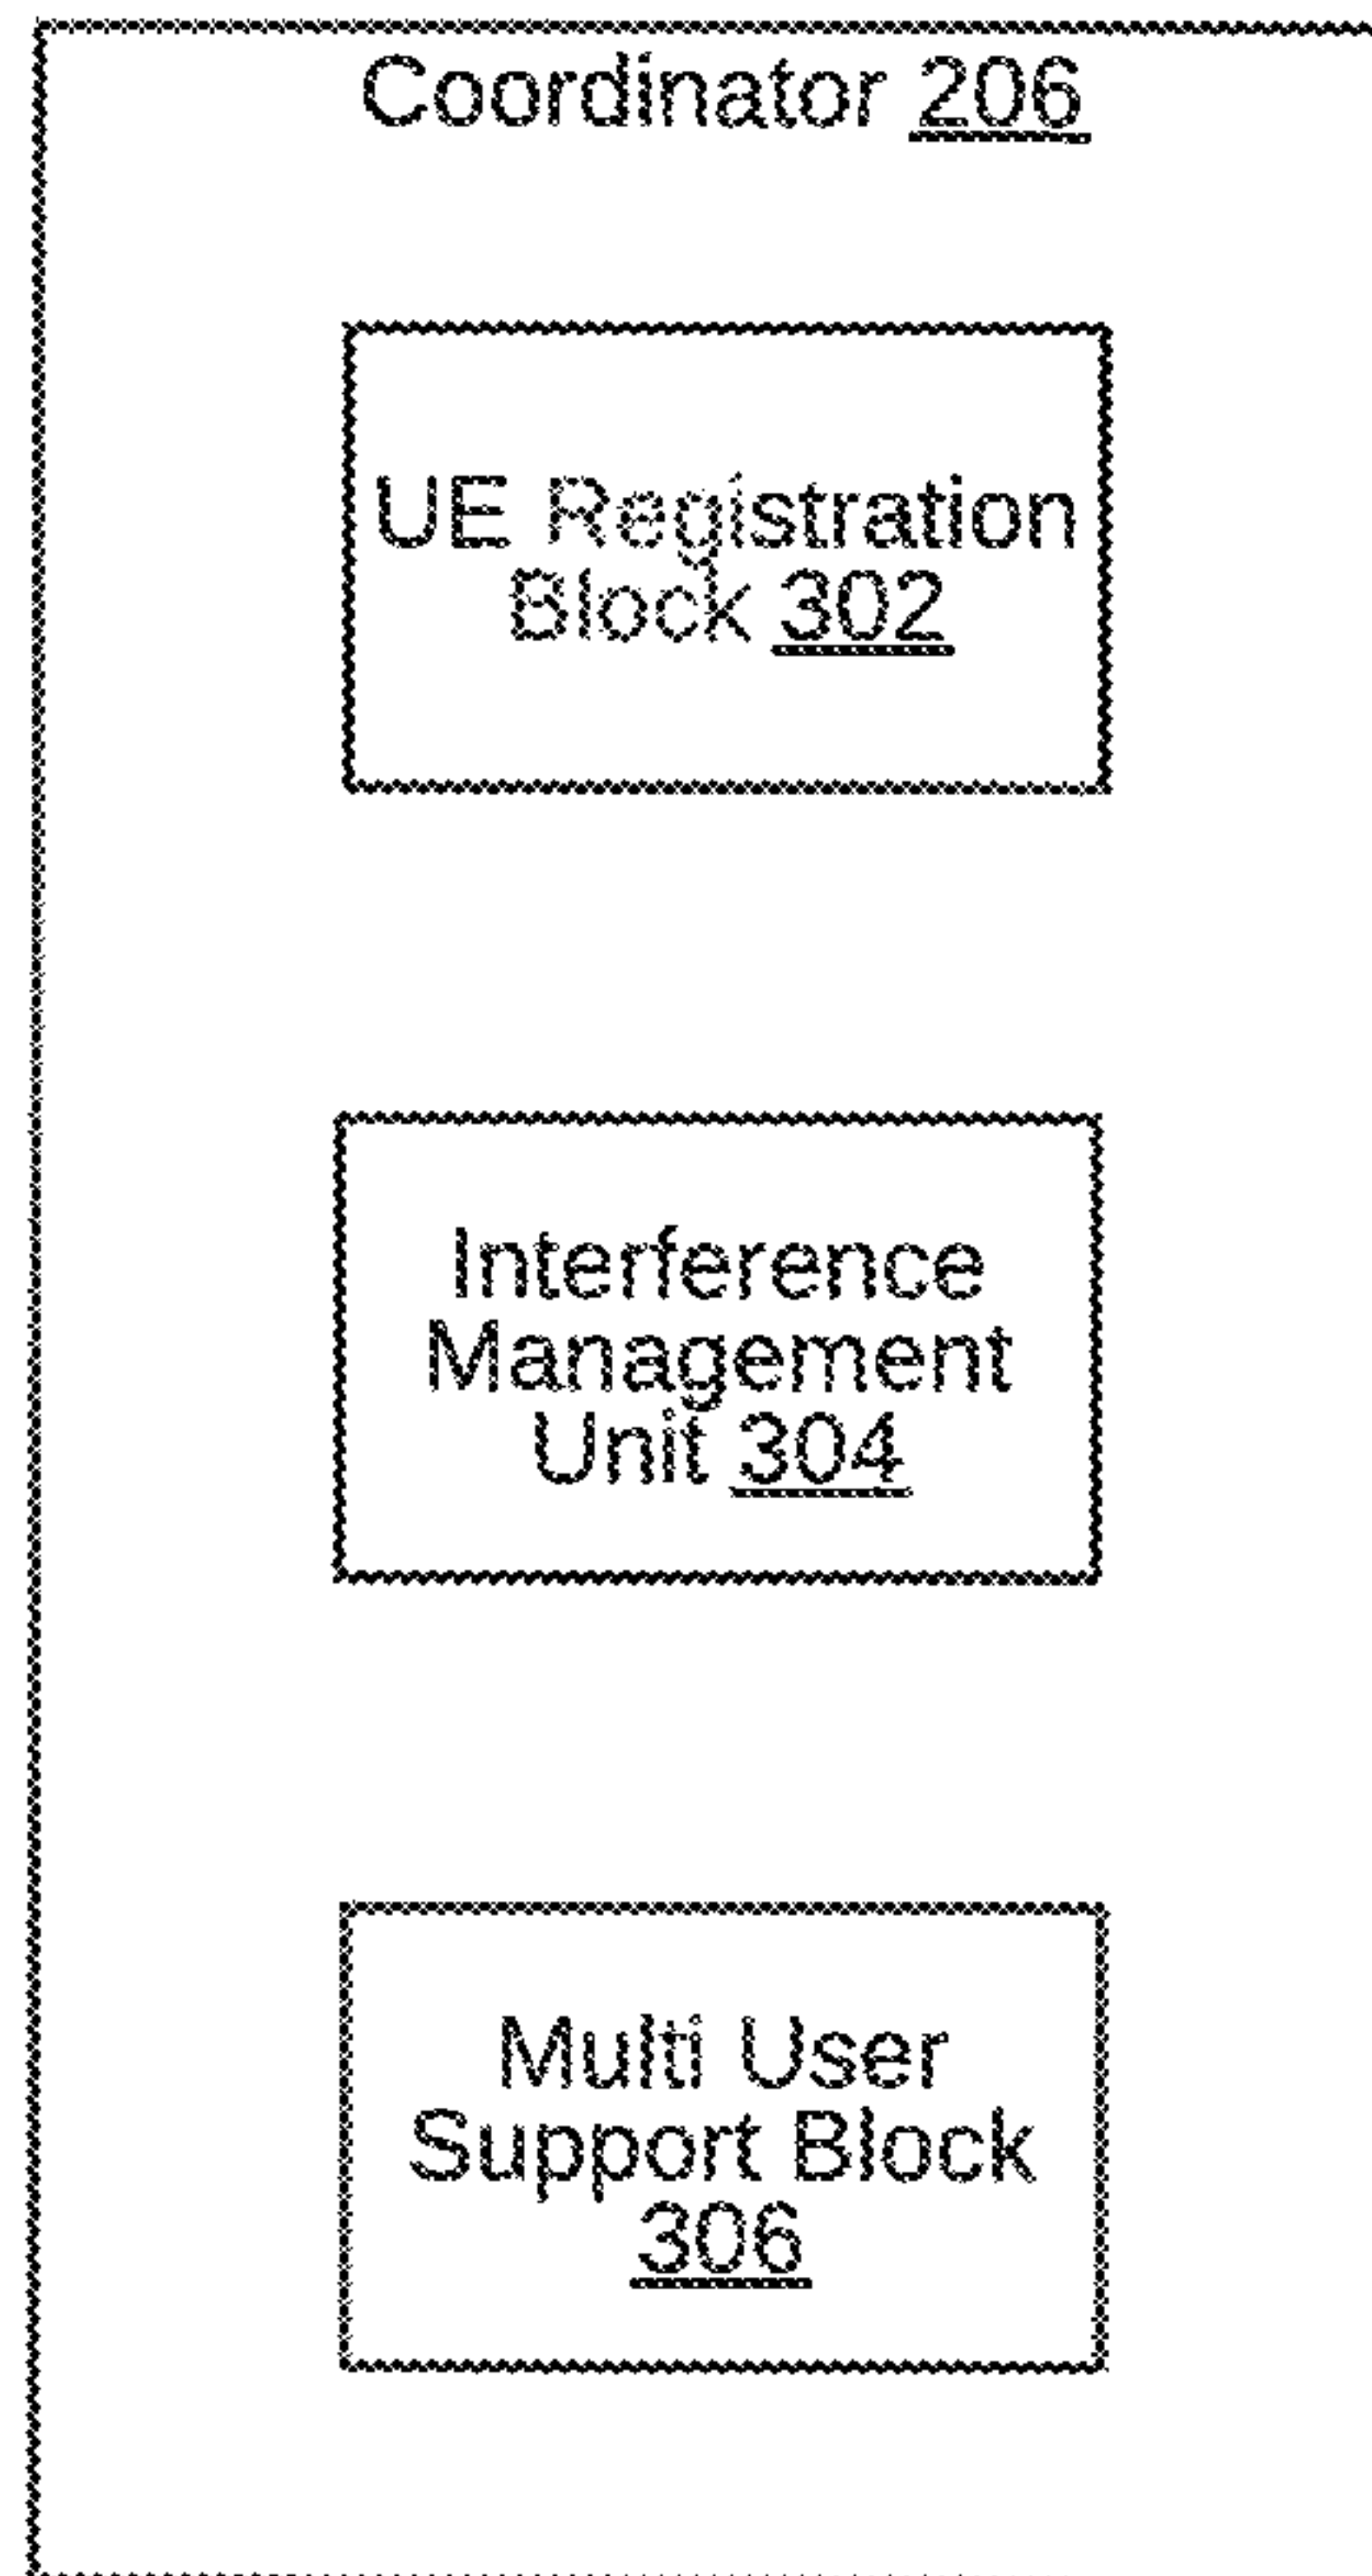 Coordinator 206
UE Registration
Block 302
Interference
Management
Unit 304
Multi User
Support Block
306